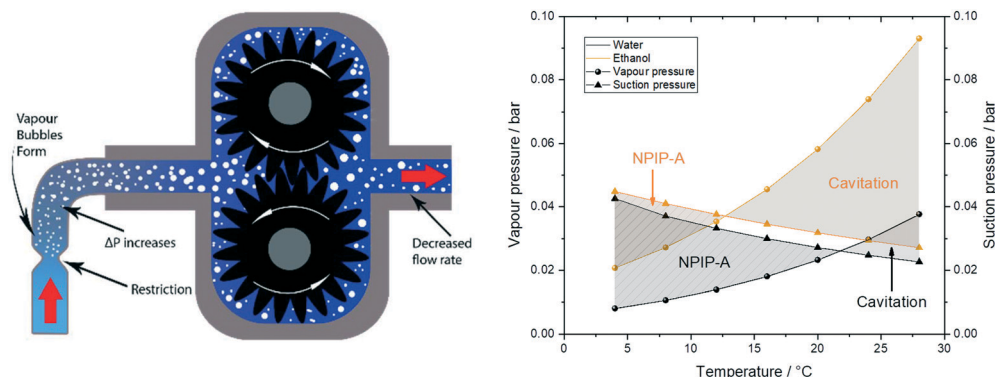 Vapour
Bubbles
Form
ΔP increases
Restriction
Decreased
flow rate
Vapour pressure / bar
0.10
0.08
0.06
0.04
0.02
0.00
Water
Ethanol
Vapour pressure
Suction pressure
NPIP-A
Cavitation
NPIP-A
Cavitation
0 5 10 15 20 25 30
Temperature / °C
0.10
0.08
0.06
0.04
0.02
0.00
Suction pressure / bar